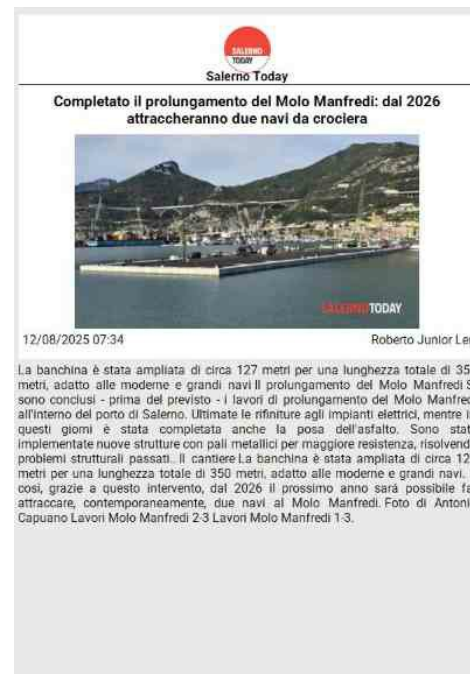 SALERNO
TODAY
Salerno Today
Completato il prolungamento del Molo Manfredi: dal 2026
attraccheranno due navi da crociera
SALERNOTODAY
12/08/2025 07:34
Roberto Junior Le
La banchina è stata ampliata di circa 127 metri per una lunghezza totale di 35
metri, adatto alle moderne e grandi navi Il prolungamento del Molo Manfredi S
sono conclusi - prima del previsto - i lavori di prolungamento del Molo Manfred
all'interno del porto di Salerno. Ultimate le rifiniture agli impianti elettrici, mentre i
questi giorni è stata completata anche la posa dell'asfalto. Sono stat
implementate nuove strutture con pali metallici per maggiore resistenza, risolvend
problemi strutturali passati.. Il cantiere La banchina è stata ampliata di circa 12
metri per una lunghezza totale di 350 metri, adatto alle moderne e grandi navi.
così, grazie a questo intervento, dal 2026 il prossimo anno sarà possibile fa
attraccare, contemporaneamente, due navi al Molo Manfredi. Foto di Antoni
Capuano Lavori Molo Manfredi 2-3 Lavori Molo Manfredi 1-3.